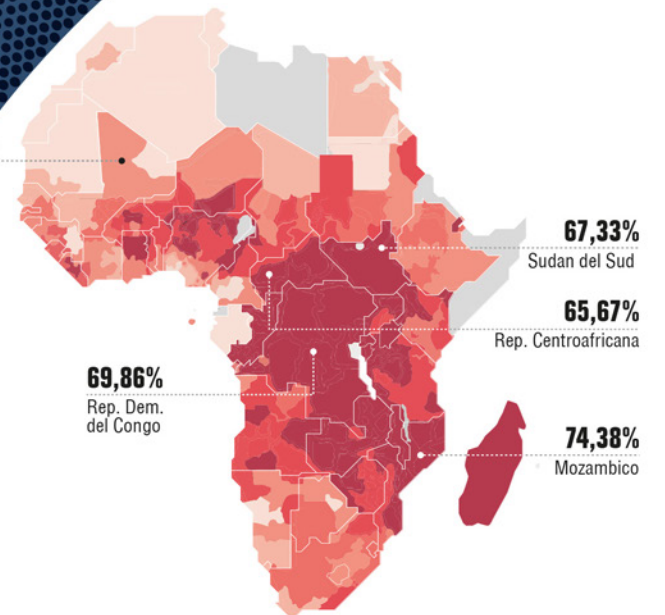 67,33%
Sudan del Sud
65,67%
Rep. Centroafricana
69,86%
Rep. Dem.
del Congo
74,38%
Mozambico